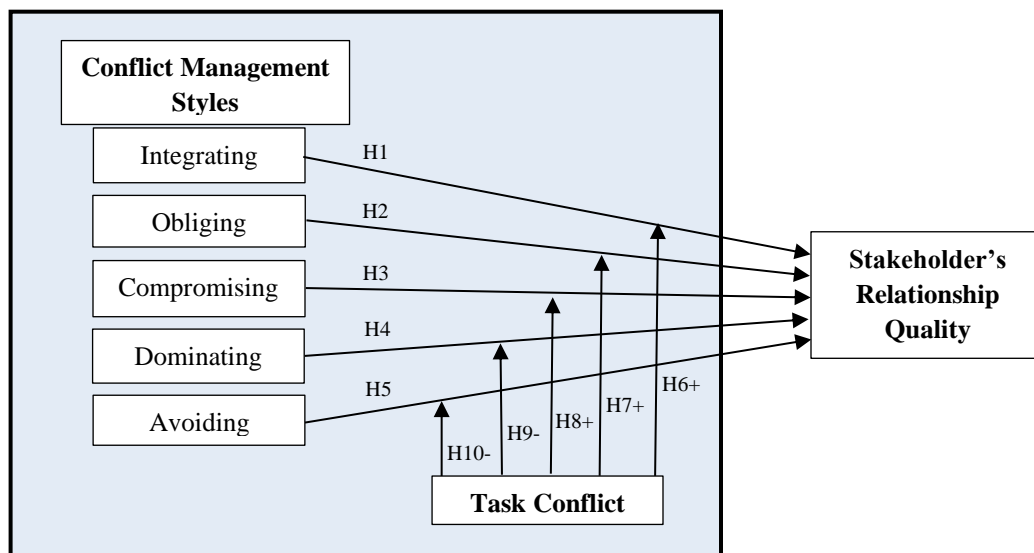 Conflict Management
Styles
Integrating
H1
Obliging
H2
Compromising
H3
Dominating
H4
Avoiding
H5
Stakeholder’s
Relationship
Quality
H6+
H7+
H8+
H9-
H10-
Task Conflict